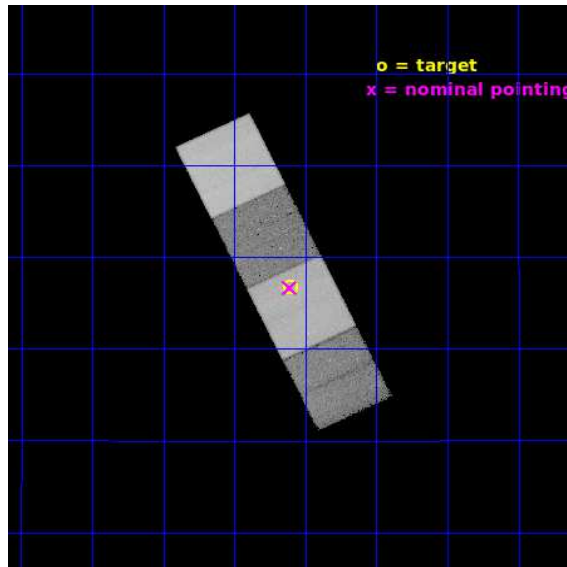 o = target
x = nominal pointing